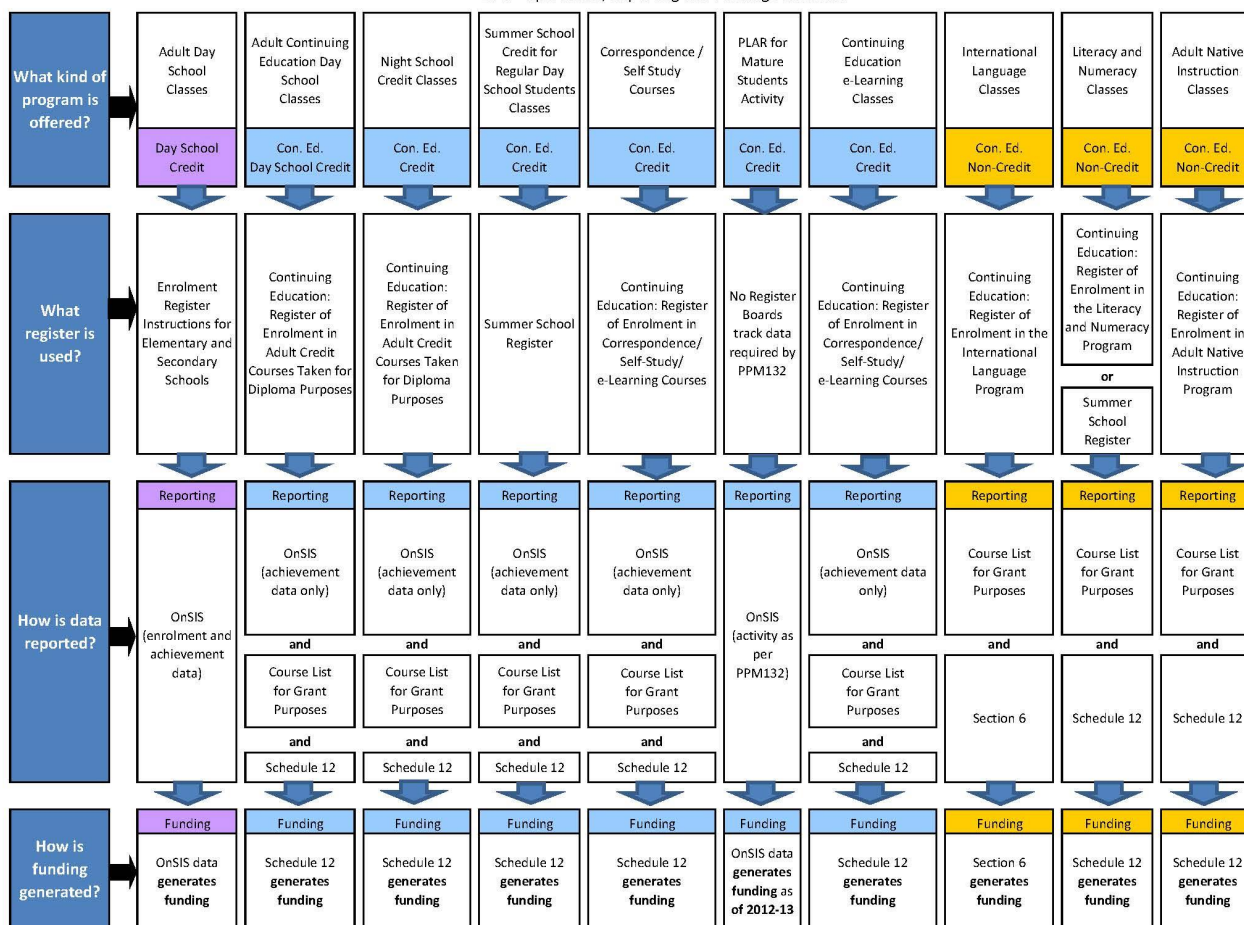 What kind of
program is
offered?
Adult Day
School
Classes
Day School
Credit
Adult Continuing
Education Day
School
Classes
Con. Ed.
Day School Credit
Night School
Credit Classes
Con. Ed.
Credit
Summer School
Credit for
Regular Day
School Students
Classes
Con. Ed.
Credit
Correspondence /
Self Study
Courses
Con. Ed.
Credit
PLAR for
Mature
Students
Activity
Con. Ed.
Credit
Continuing
Education
e-Learning
Classes
Con. Ed.
Credit
International
Language
Classes
Con. Ed.
Non-Credit
Literacy and
Numeracy
Classes
Con. Ed.
Non-Credit
Adult Native
Instruction
Classes
Con. Ed.
Non-Credit
What
register is
used?
Enrolment
Register
Instructions for
Elementary and
Secondary
Schools
Continuing
Education:
Register of
Enrolment in
Adult Credit
Courses Taken for
Diploma Purposes
Continuing
Education:
Register of
Enrolment in
Adult Credit
Courses Taken
for Diploma
Purposes
Summer School
Register
Continuing
Education: Register
of Enrolment in
Correspondence/
Self-Study/
e-Learning Courses
No Register
Boards
track data
required by
PPM132
Continuing
Education: Register
of Enrolment in
Correspondence/
Self-Study/
e-Learning Courses
Continuing
Education:
Register of
Enrolment in the
International
Language
Program
Continuing
Education:
Register of
Enrolment in
the Literacy
and Numeracy
Program
or
Summer
School
Register
Continuing
Education:
Register of
Enrolment in
Adult Native
Instruction
Program
How is data
reported?
Reporting
OnSIS
(enrolment and
achievement
data)
Reporting
OnSIS
(achievement
data only)
and
Course List
for Grant
Purposes
and
Schedule 12
Reporting
OnSIS
(achievement
data only)
and
Course List
for Grant
Purposes
and
Schedule 12
Reporting
OnSIS
(achievement
data only)
and
Course List
for Grant
Purposes
and
Schedule 12
Reporting
OnSIS
(achievement
data only)
and
Course List
for Grant
Purposes
and
Schedule 12
Reporting
OnSIS
(activity as
per
PPM132)
Reporting
OnSIS
(achievement data
only)
and
Course List
for Grant
Purposes
and
Schedule 12
Reporting
Course List
for Grant
Purposes
and
Section 6
Reporting
Course List
for Grant
Purposes
and
Schedule 12
Reporting
Course List
for Grant
Purposes
and
Schedule 12
How is
funding
generated?
Funding
OnSIS data
generates
funding
Funding
Schedule 12
generates
funding
Funding
Schedule 12
generates
funding
Funding
Schedule 12
generates
funding
Funding
Schedule 12
generates
funding
Funding
OnSIS data
generates
funding as
of 2012-13
Funding
Schedule 12
generates
funding
Funding
Section 6
generates
funding
Funding
Schedule 12
generates
funding
Funding
Schedule 12
generates
funding